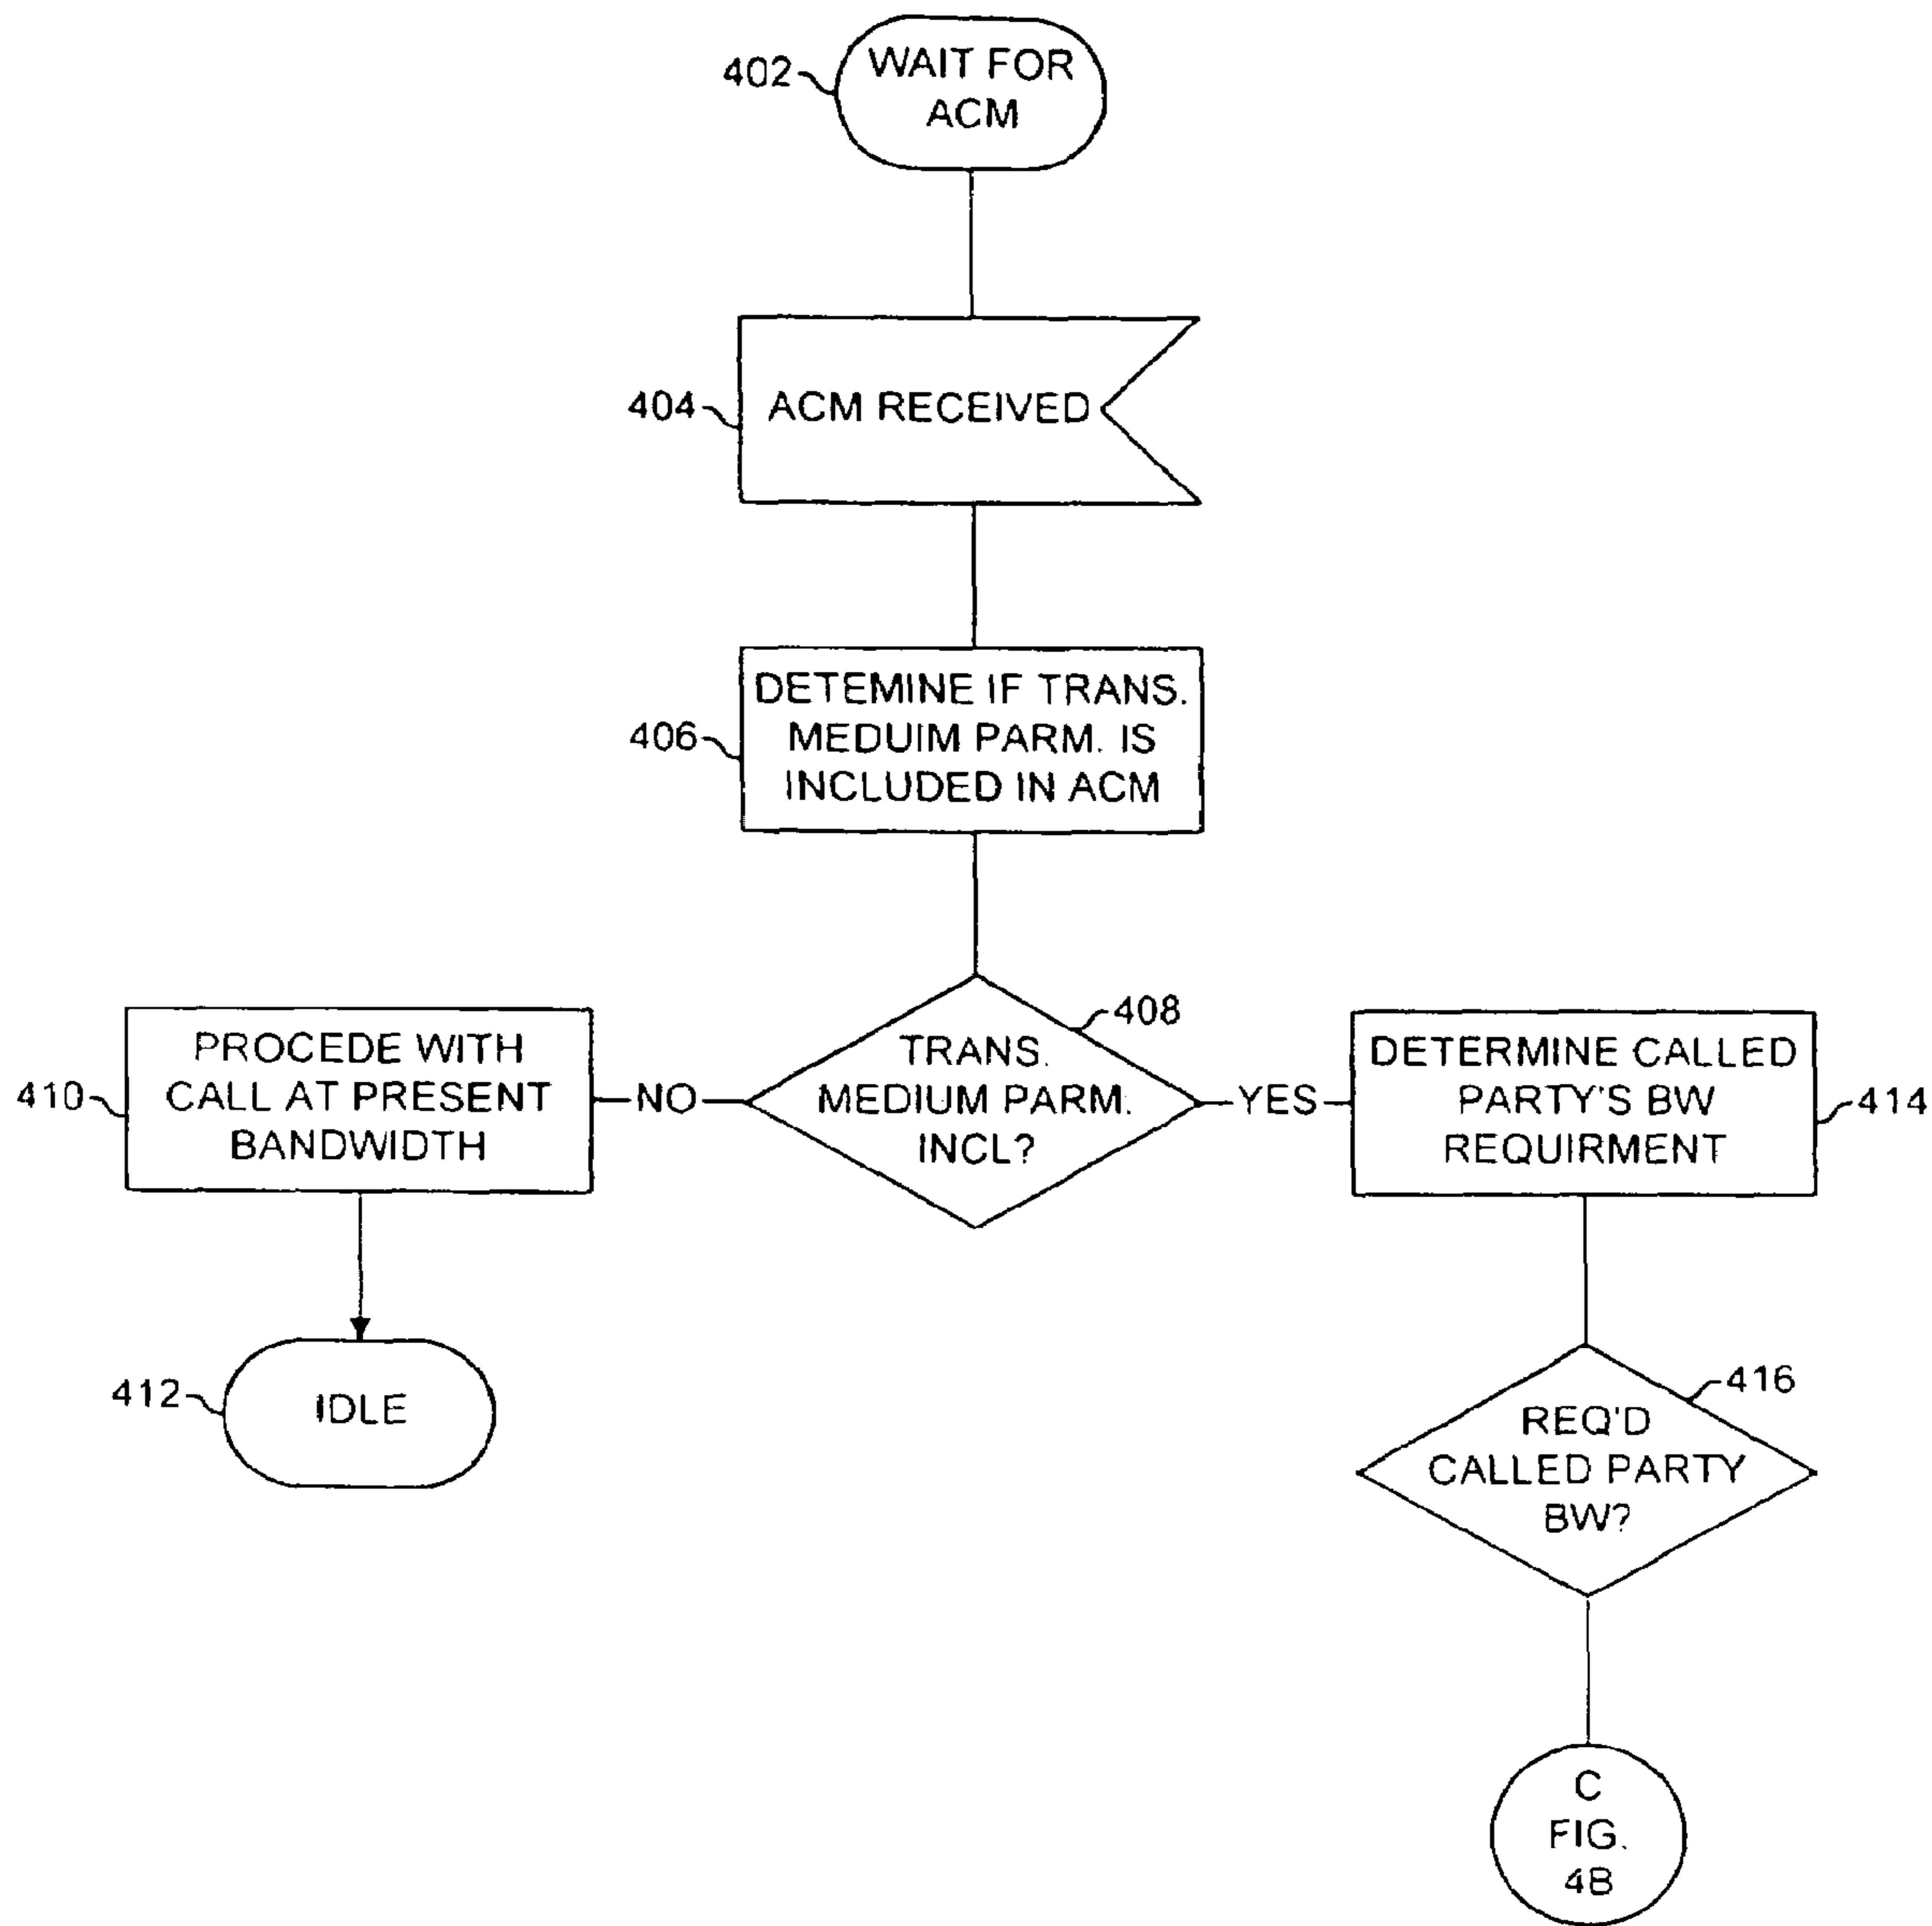 402
WAIT FOR
ACM
404
ACM RECEIVED
406
DETEMINE IF TRANS.
MEDUIM PARM. IS
INCLUDED IN ACM
408
TRANS.
MEDIUM PARM.
INCL?
NO
YES
410
PROCEDE WITH
CALL AT PRESENT
BANDWIDTH
412
IDLE
DETERMINE CALLED
PARTY'S BW
REQUIRMENT
414
416
REQ'D
CALLED PARTY
BW?
C
FIG.
4B